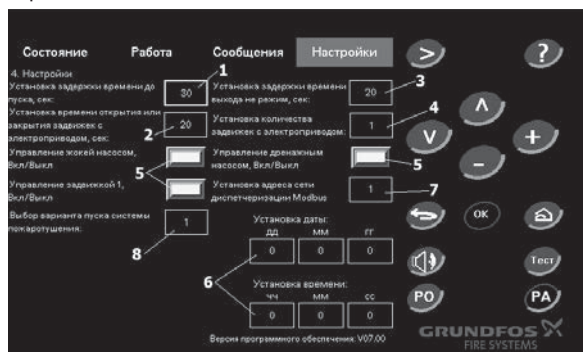 Состояние Работа Сообщения Настройки
4. Настройки
Установка задержки времени до пуска, сек:
30
1
Установка задержки времени выхода не режим, сек:
20
3
Установка времени открытия или закрытия задвижек с электроприводом, сек:
20
2
Установка количества задвижек с электроприводом:
1
4
Управление жокей насосом, Вкл/Выкл
5
Управление дренажным насосом, Вкл/Выкл
5
Управление задвижкой 1, Вкл/Выкл
Установка адреса сети диспетчеризации Modbus
1
7
Выбор варианта пуска системы пожаротушения:
1
8
Установка даты:
дд мм гг
0 0 0
6
Установка времени:
чч мм сс
0 0 0
Версия программного обеспечения: V07.00
> ?
Λ
V +
-
OK
Тест
PO PA
GRUNDFOS
FIRE SYSTEMS